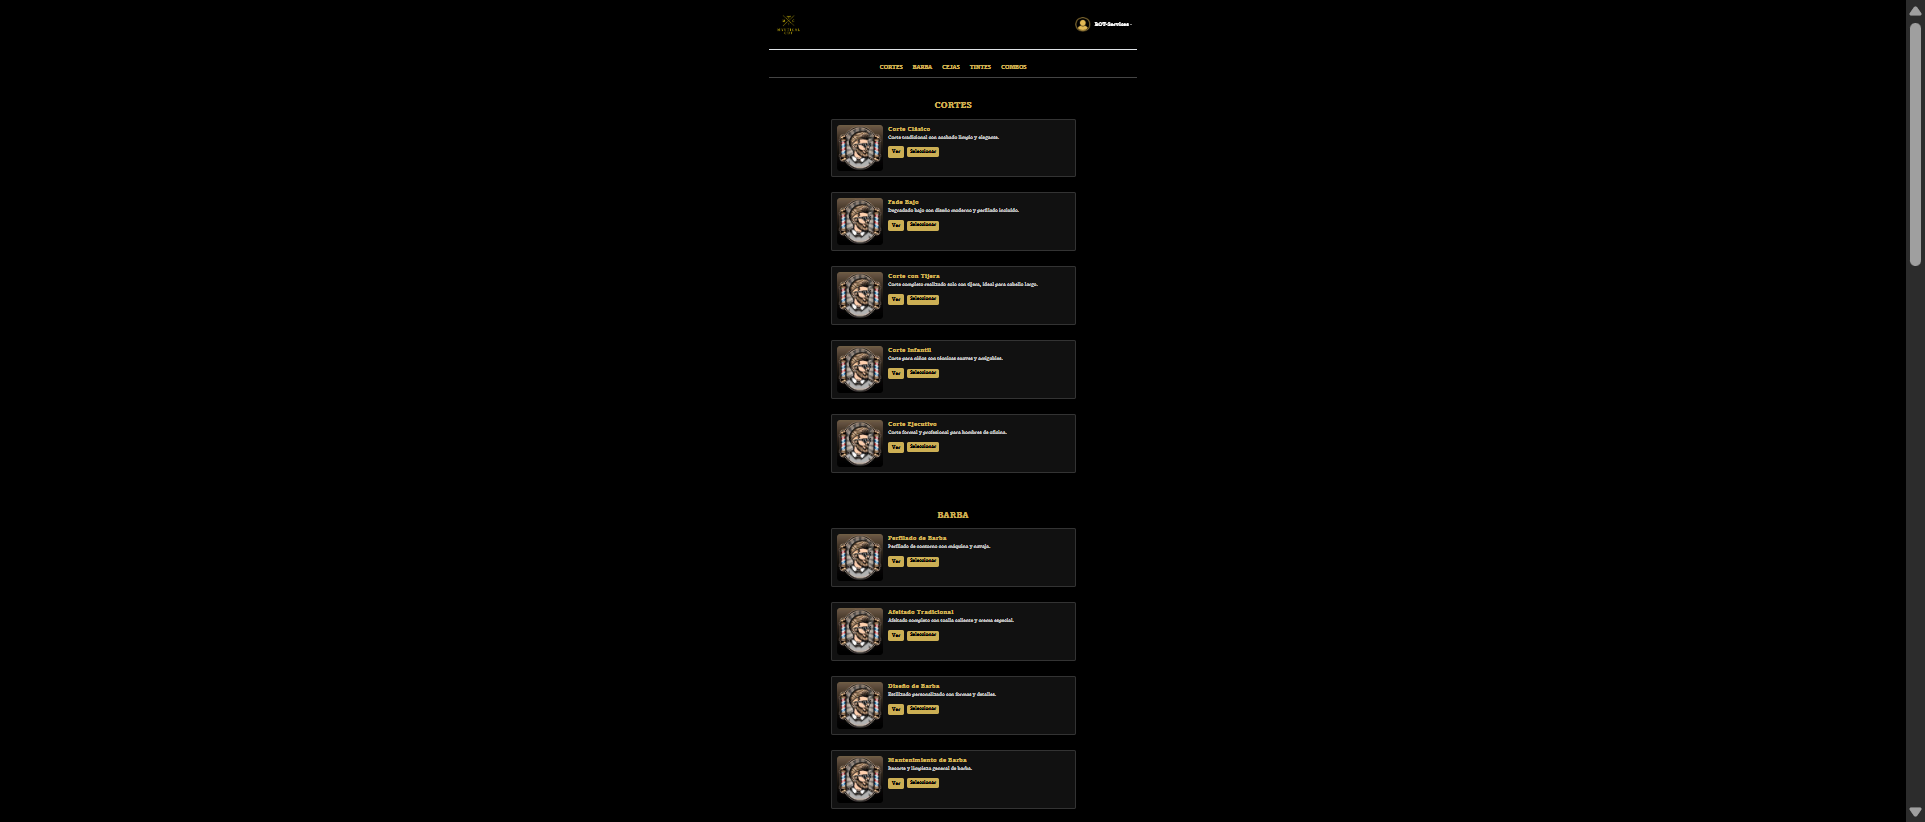 BOT-Services
CORTES BARBA CEJAS TINTES COMBOS
CORTES
Corte Clásico
Corte tradicional con acabado limpio y elegante.
Ver Seleccionar
Fade Bajo
Degradado bajo con diseño moderno y perfilado incluido.
Ver Seleccionar
Corte con Tijera
Corte completo realizado solo con tijera, ideal para cabello largo.
Ver Seleccionar
Corte Infantil
Corte para niños con técnicas suaves y amigables.
Ver Seleccionar
Corte Ejecutivo
Corte formal y profesional para hombres de oficina.
Ver Seleccionar
BARBA
Perfilado de Barba
Perfilado de contorno con máquina y navaja.
Ver Seleccionar
Afeitado Tradicional
Afeitado completo con toalla caliente y crema especial.
Ver Seleccionar
Diseño de Barba
Estilizado personalizado con formas y detalles.
Ver Seleccionar
Mantenimiento de Barba
Recorte y limpieza general de barba.
Ver Seleccionar